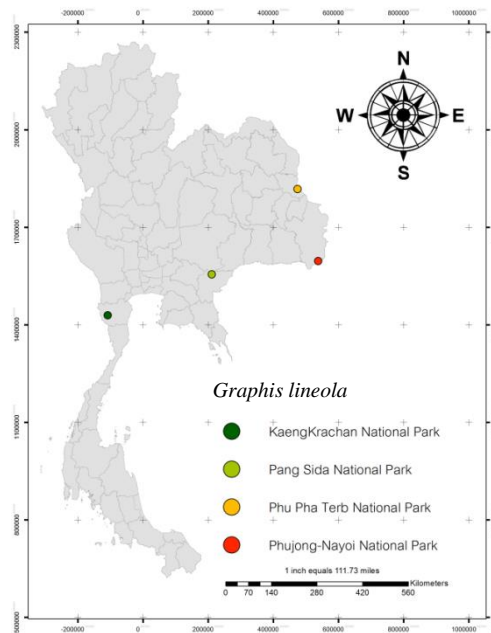 -200000 0 200000 400000 600000 800000 1000000
2300000
2000000
1700000
1400000
1100000
800000
500000
N
W E
S
Graphis lineola
KaengKrachan National Park
Pang Sida National Park
Phu Pha Terb National Park
Phujong-Nayoi National Park
1 inch equals 111.73 miles
Kilometers
0 70 140 280 420 560
-200000 0 200000 400000 600000 800000 1000000